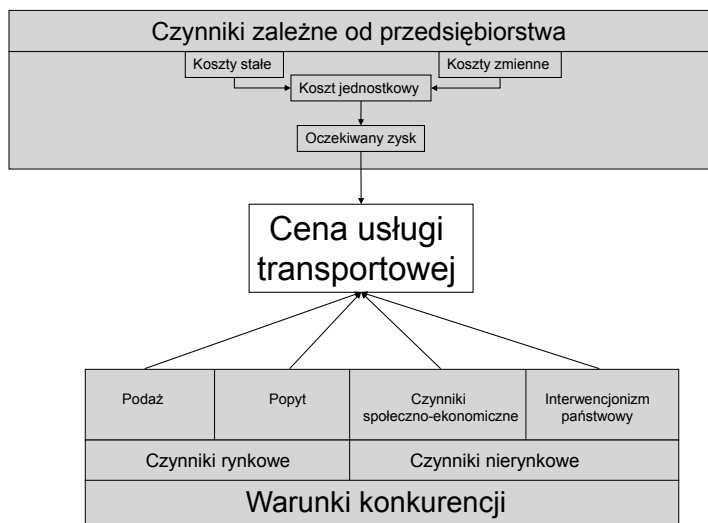 Czynniki zależne od przedsiębiorstwa
Koszty stałe
Koszty zmienne
Koszt jednostkowy
Oczekiwany zysk
Cena usługi
transportowej
Podaż
Popyt
Czynniki
społeczno-ekonomiczne
Interwencjonizm
państwowy
Czynniki rynkowe
Czynniki nierynkowe
Warunki konkurencji